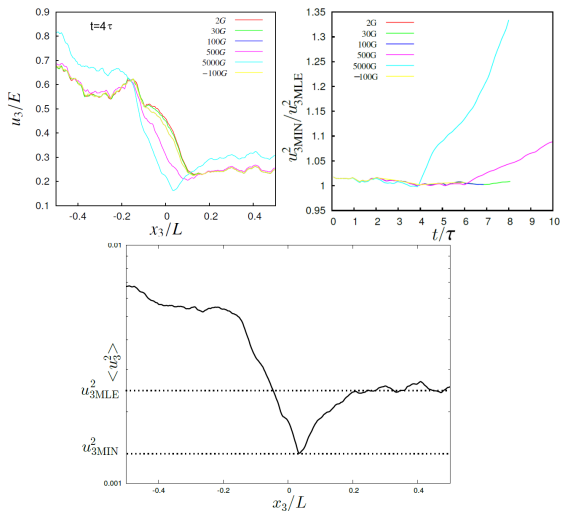 t=4τ
2G
30G
100G
500G
5000G
−100G
u₃/E
0.9
0.8
0.7
0.6
0.5
0.4
0.3
0.2
0.1
-0.4
-0.2
0
0.2
0.4
x₃/L
2G
30G
100G
500G
5000G
−100G
u²₃MIN/u²₃MLE
1.35
1.3
1.25
1.2
1.15
1.1
1.05
1
0.95
0 1 2 3 4 5 6 7 8 9 10
t/τ
0.01
<u²₃>
u²₃MLE
u²₃MIN
0.001
-0.4
-0.2
0
0.2
0.4
x₃/L